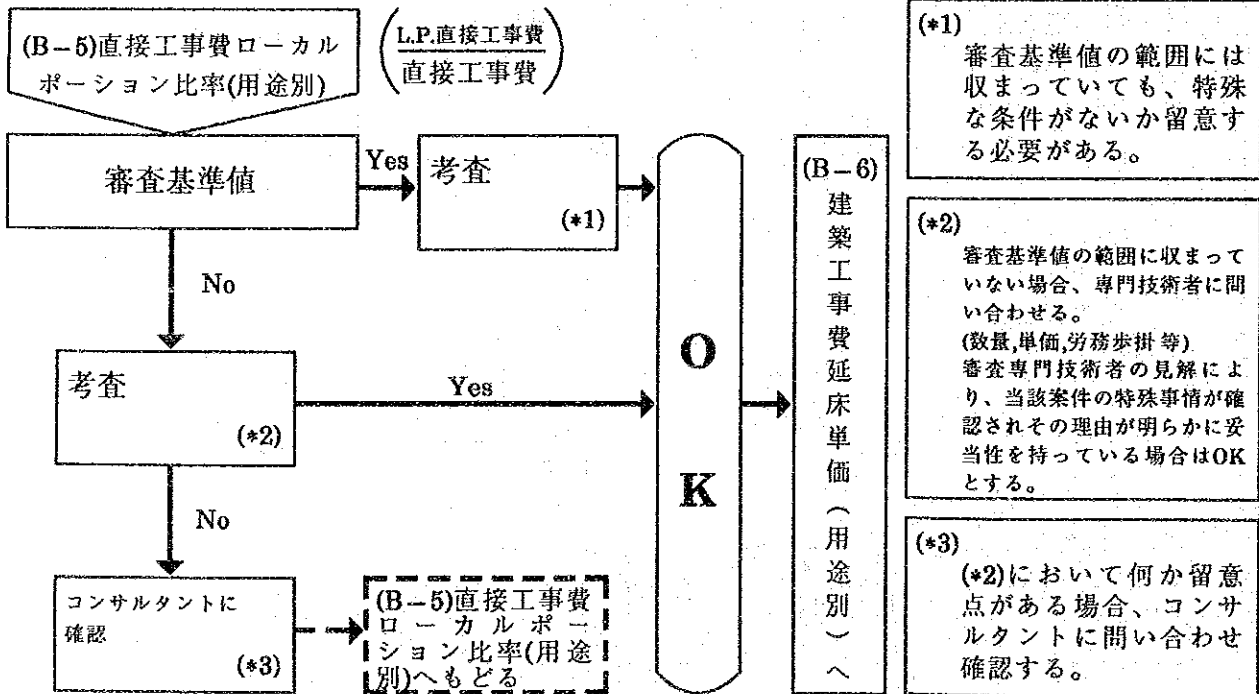 (B-5)直接工事費ローカル
ポーション比率(用途別)
L.P.直接工事費
直接工事費
審査基準値
Yes
考査
(*1)
No
考査
(*2)
Yes
No
コンサルタントに
確認
(*3)
(B-5)直接工事費
ローカルポー
ション比率(用途
別)へもどる
OK
(B-6)
建築工事費延床単価(用途別)へ
(*1)
審査基準値の範囲には
収まっていても、特殊
な条件がないか留意す
る必要がある。
(*2)
審査基準値の範囲に収まって
いない場合、専門技術者に問
い合わせる。
(数量,単価,労務歩掛等)
審査専門技術者の見解によ
り、当該案件の特殊事情が確
認されその理由が明らかに妥
当性を持っている場合はOK
とする。
(*3)
(*2)において何か留意
点がある場合、コンサ
ルタントに問い合わせ
確認する。